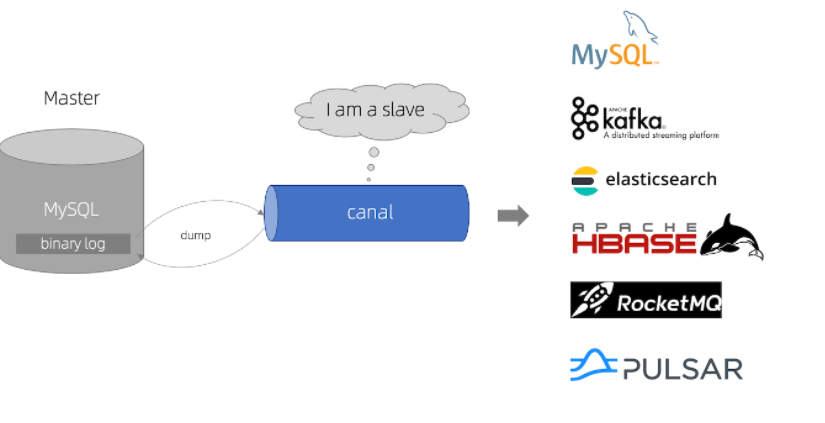 Master
MySQL
binary log
dump
I am a slave
canal
MySQL
APACHE
kafka
A distributed streaming platform
elasticsearch
APACHE
HBASE
RocketMQ
PULSAR